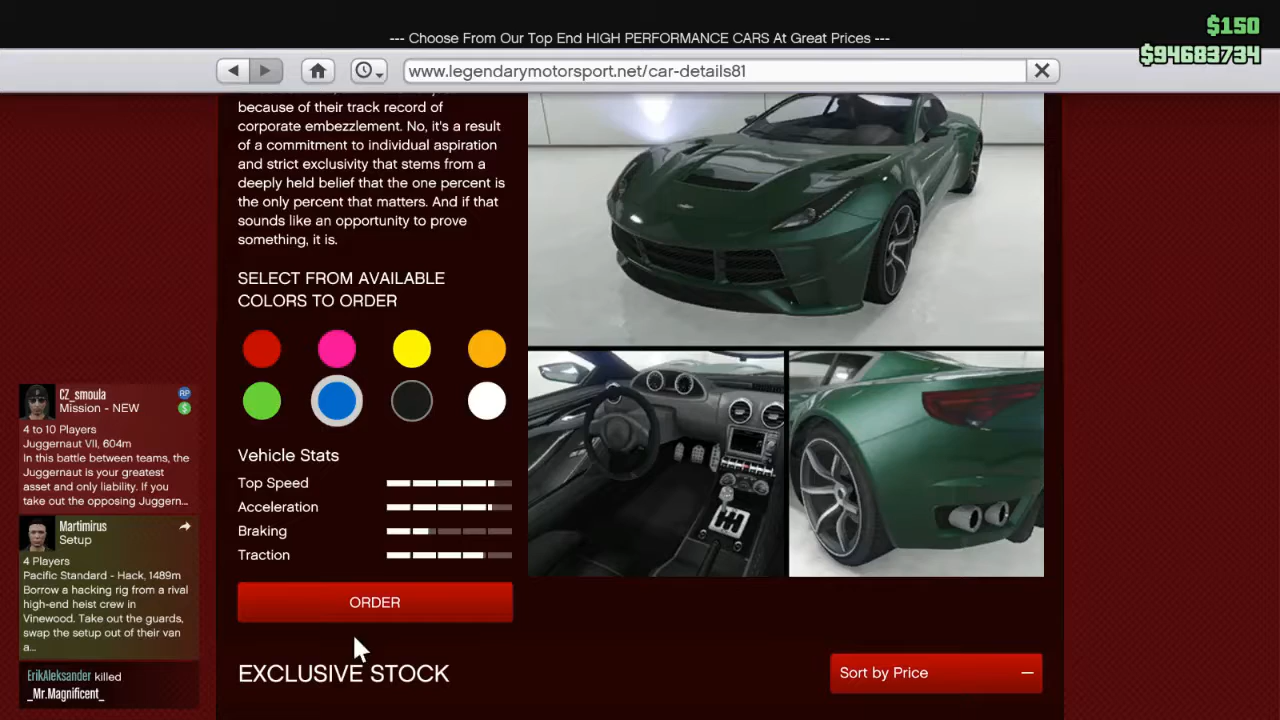 $150
$94683734
--- Choose From Our Top End HIGH PERFORMANCE CARS At Great Prices ---
www.legendarymotorsport.net/car-details81
because of their track record of
corporate embezzlement. No, it's a result
of a commitment to individual aspiration
and strict exclusivity that stems from a
deeply held belief that the one percent is
the only percent that matters. And if that
sounds like an opportunity to prove
something, it is.
SELECT FROM AVAILABLE
COLORS TO ORDER
Vehicle Stats
Top Speed
Acceleration
Braking
Traction
ORDER
EXCLUSIVE STOCK
Sort by Price
CZ_smoula
Mission - NEW
RP
$
4 to 10 Players
Juggernaut VII, 604m
In this battle between teams, the
Juggernaut is your greatest
asset and only liability. If you
take out the opposing Juggern...
Martimirus
Setup
4 Players
Pacific Standard - Hack, 1489m
Borrow a hacking rig from a rival
high-end heist crew in
Vinewood. Take out the guards,
swap the setup out of their van
a...
ErikAleksander killed
_Mr.Magnificent_